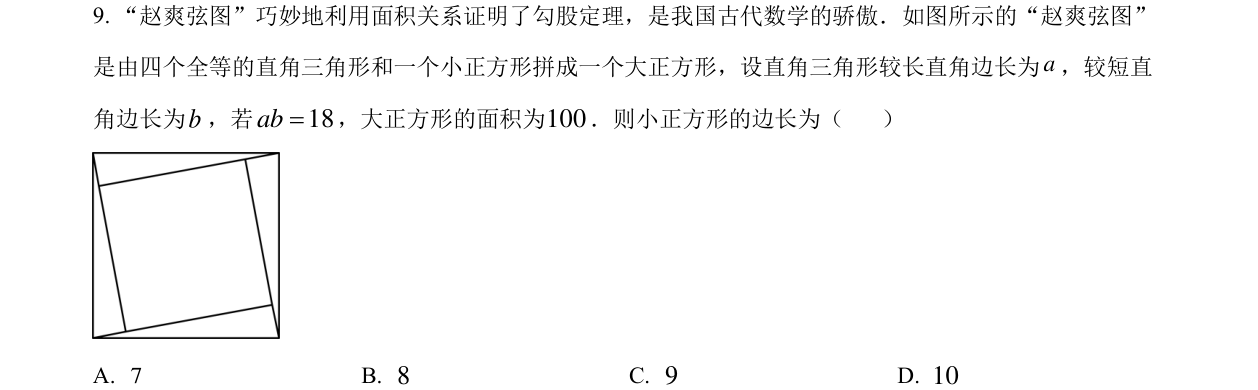 9. “赵爽弦图”巧妙地利用面积关系证明了勾股定理，是我国古代数学的骄傲．如图所示的“赵爽弦图”
是由四个全等的直角三角形和一个小正方形拼成一个大正方形，设直角三角形较长直角边长为a，较短直
角边长为b，若ab=18，大正方形的面积为100．则小正方形的边长为（　　）
A. 7 B. 8 C. 9 D. 10